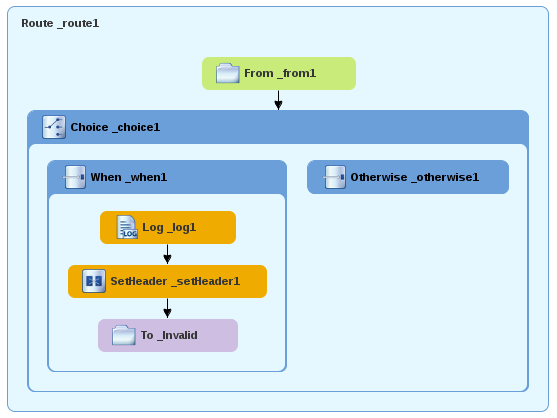 Route _route1
From _from1
Choice _choice1
When _when1
Otherwise _otherwise1
Log _log1
LOG
SetHeader _setHeader1
To _Invalid